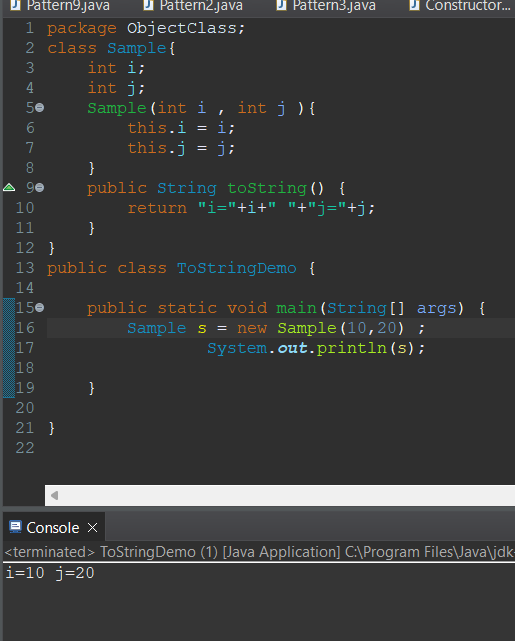 Pattern9.java Pattern2.java Pattern3.java Constructor...
1 package ObjectClass;
2 class Sample{
3     int i;
4     int j;
5     Sample(int i , int j ){
6         this.i = i;
7         this.j = j;
8     }
9     public String toString() {
10         return "i="+i+" "+"j="+j;
11     }
12 }
13 public class ToStringDemo {
14
15     public static void main(String[] args) {
16         Sample s = new Sample(10,20) ;
17                 System.out.println(s);
18
19     }
20
21 }
22
Console
<terminated> ToStringDemo (1) [Java Application] C:\Program Files\Java\jdk-
i=10 j=20